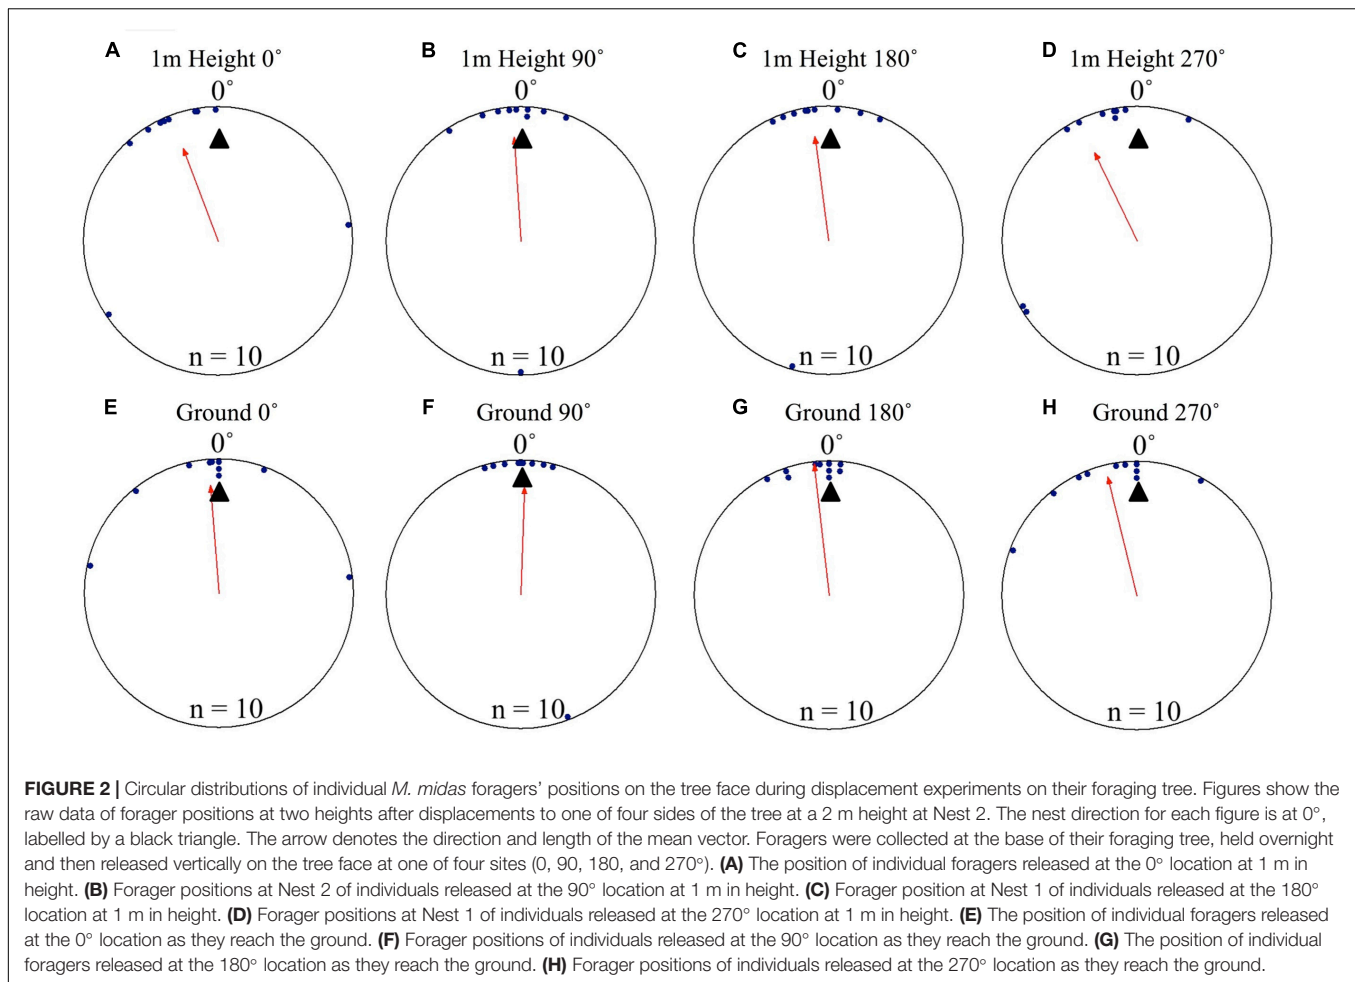 A
1m Height 0°
0°
n = 10
B
1m Height 90°
0°
n = 10
C
1m Height 180°
0°
n = 10
D
1m Height 270°
0°
n = 10
E
Ground 0°
0°
n = 10
F
Ground 90°
0°
n = 10
G
Ground 180°
0°
n = 10
H
Ground 270°
0°
n = 10
FIGURE 2 | Circular distributions of individual M. midas foragers' positions on the tree face during displacement experiments on their foraging tree. Figures show the
raw data of forager positions at two heights after displacements to one of four sides of the tree at a 2 m height at Nest 2. The nest direction for each figure is at 0°,
labelled by a black triangle. The arrow denotes the direction and length of the mean vector. Foragers were collected at the base of their foraging tree, held overnight
and then released vertically on the tree face at one of four sites (0, 90, 180, and 270°). (A) The position of individual foragers released at the 0° location at 1 m in
height. (B) Forager positions at Nest 2 of individuals released at the 90° location at 1 m in height. (C) Forager position at Nest 1 of individuals released at the 180°
location at 1 m in height. (D) Forager positions at Nest 1 of individuals released at the 270° location at 1 m in height. (E) The position of individual foragers released
at the 0° location as they reach the ground. (F) Forager positions of individuals released at the 90° location as they reach the ground. (G) The position of individual
foragers released at the 180° location as they reach the ground. (H) Forager positions of individuals released at the 270° location as they reach the ground.